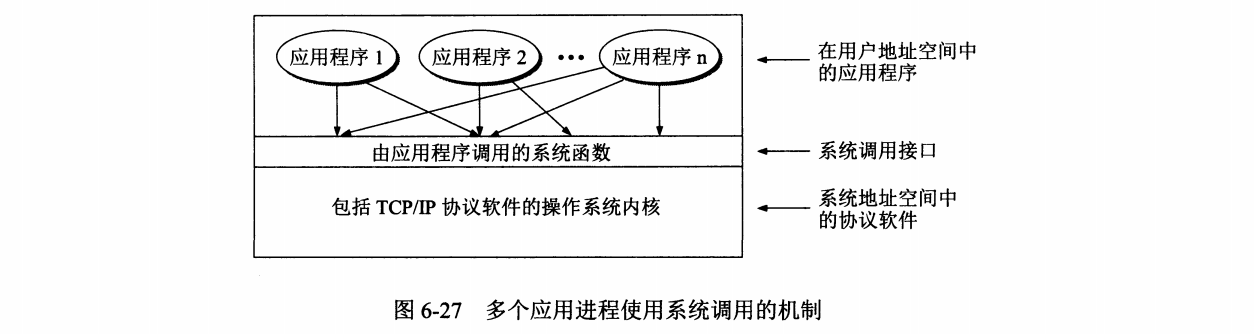 应用程序 1 应用程序 2 ••• 应用程序 n
在用户地址空间中
的应用程序
由应用程序调用的系统函数
系统调用接口
包括 TCP/IP 协议软件的操作系统内核
系统地址空间中
的协议软件
图 6-27 多个应用进程使用系统调用的机制